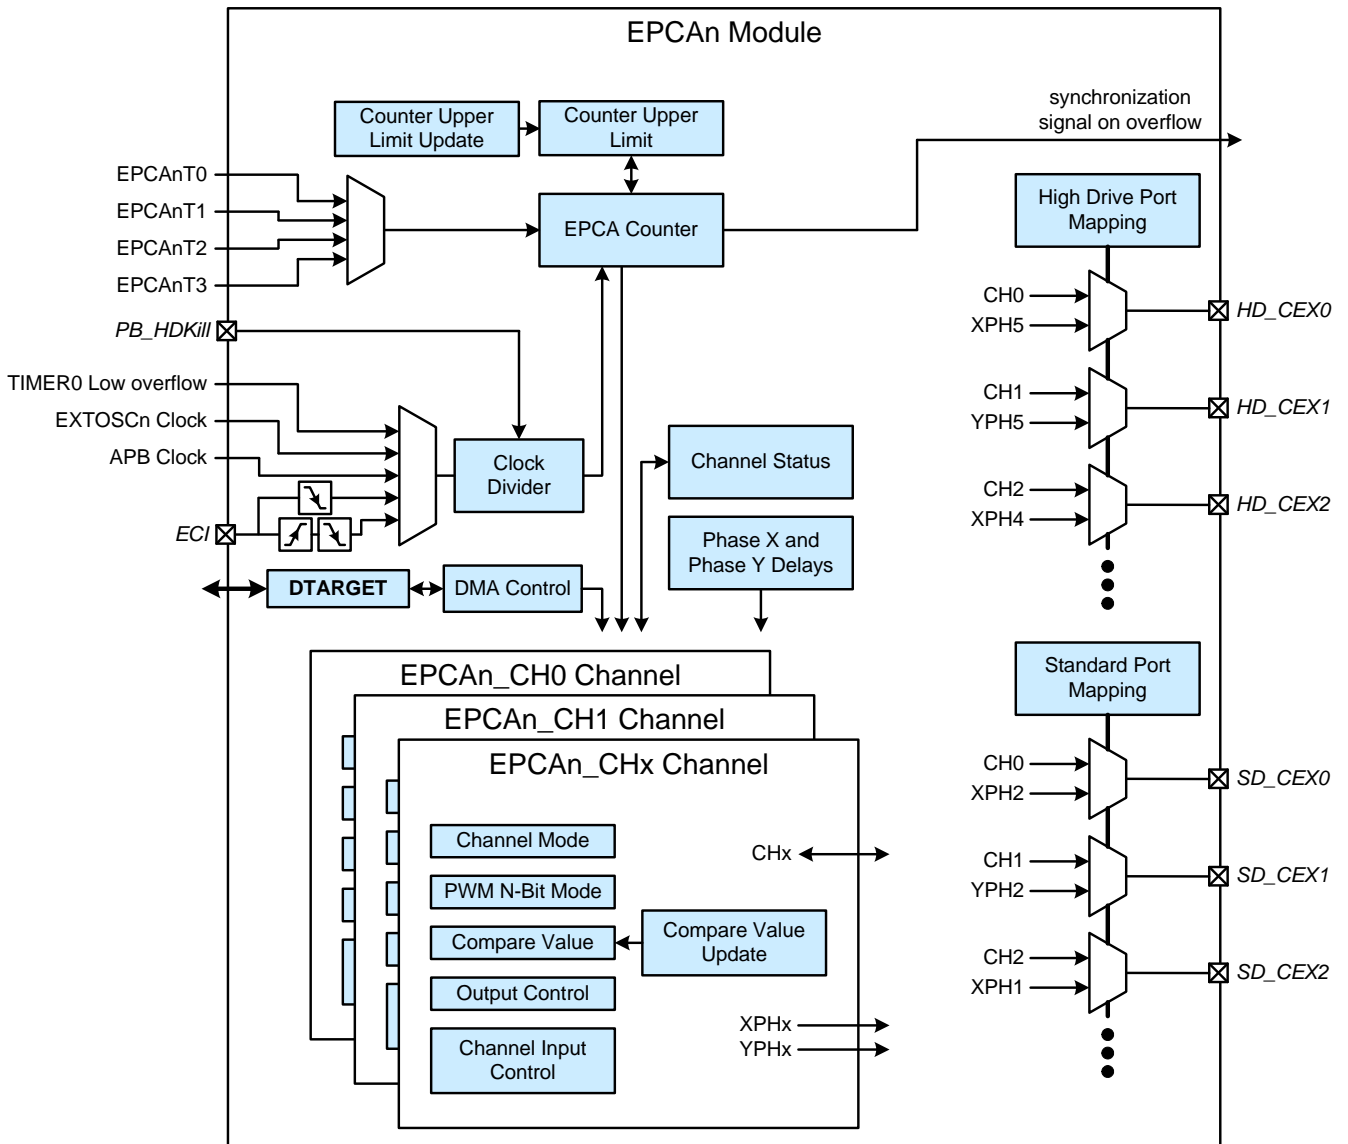 EPCAn Module
synchronization
signal on overflow
Counter Upper
Limit Update
Counter Upper
Limit
EPCAnT0
EPCAnT1
EPCAnT2
EPCAnT3
EPCA Counter
High Drive Port
Mapping
PB_HDKill
TIMER0 Low overflow
EXTOSCn Clock
APB Clock
ECI
Clock
Divider
Channel Status
Phase X and
Phase Y Delays
DTARGET
DMA Control
CH0
XPH5
HD_CEX0
CH1
YPH5
HD_CEX1
CH2
XPH4
HD_CEX2
EPCAn_CH0 Channel
EPCAn_CH1 Channel
EPCAn_CHx Channel
Channel Mode
PWM N-Bit Mode
Compare Value
Compare Value
Update
Output Control
Channel Input
Control
CHx
XPHx
YPHx
Standard Port
Mapping
CH0
XPH2
SD_CEX0
CH1
YPH2
SD_CEX1
CH2
XPH1
SD_CEX2